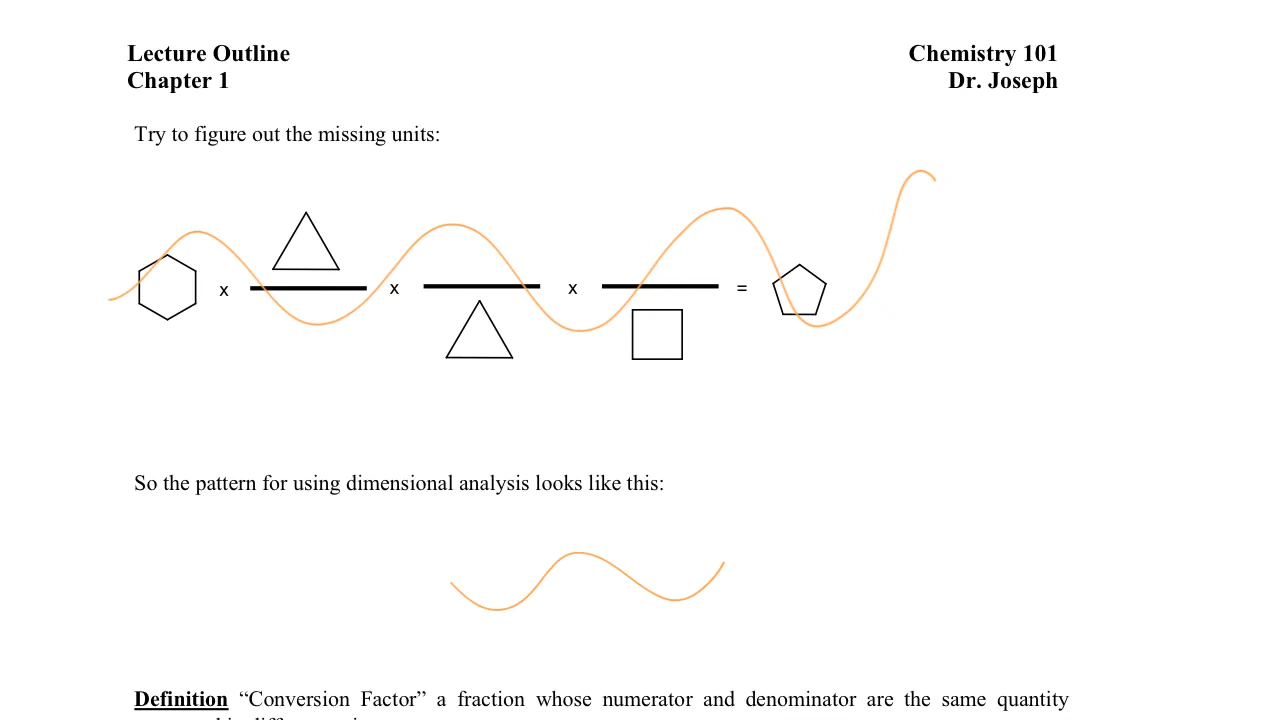 Lecture Outline Chemistry 101
Chapter 1 Dr. Joseph
Try to figure out the missing units:
x x x =
So the pattern for using dimensional analysis looks like this:
Definition “Conversion Factor” a fraction whose numerator and denominator are the same quantity